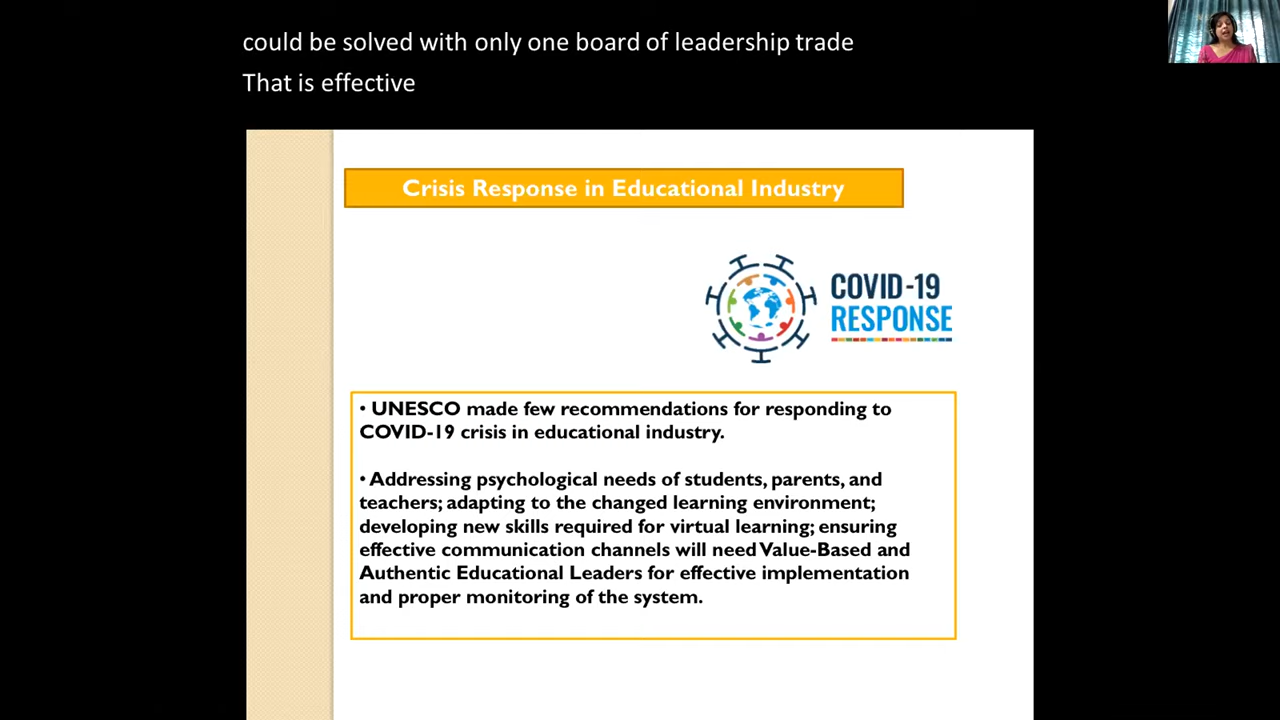 could be solved with only one board of leadership trade
That is effective
Crisis Response in Educational Industry
COVID-19
RESPONSE
• UNESCO made few recommendations for responding to
COVID-19 crisis in educational industry.
• Addressing psychological needs of students, parents, and
teachers; adapting to the changed learning environment;
developing new skills required for virtual learning; ensuring
effective communication channels will need Value-Based and
Authentic Educational Leaders for effective implementation
and proper monitoring of the system.